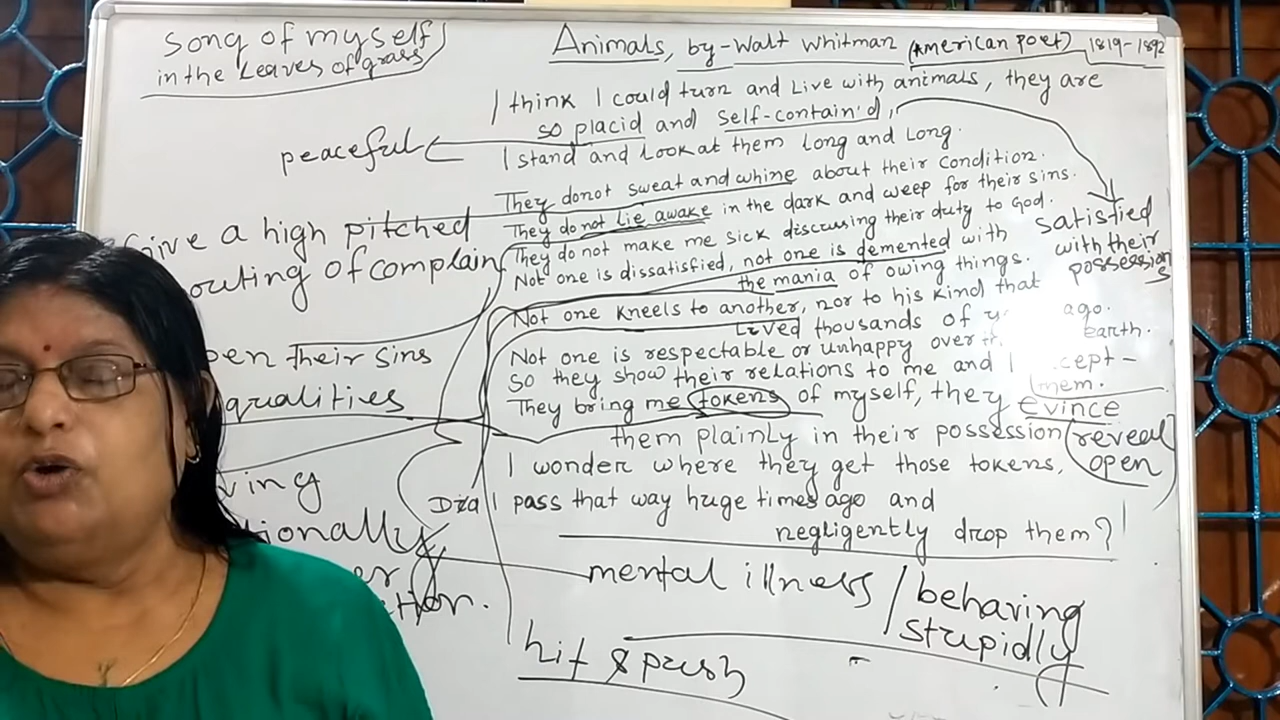 Song of myself
in the Leaves of grass
Animals, by-Walt Whitman (American Poet) 1819-1892
I think I could turn and Live with animals, they are
so placid and self-contain'd,
peaceful
I stand and Look at them Long and Long.
They donot sweat and whine about their condition.
They do not lie awake in the dark and weep for their sins.
They do not make me sick discussing their duty to God.
Not one is dissatisfied, not one is demented with
the mania of owing things.
satisfied
with their
possessions
Give a high pitched
outing of complain
Not one kneels to another, nor to his kind that
Lived thousands of y ago.
Not one is respectable or unhappy over th earth.
So they show their relations to me and I cept-
them.
pen their sins
qualities
They bring me tokens of myself, they evince
them plainly in their possession
(reveal
open)
I wonder where they get those tokens,
Did I pass that way huge times ago and
negligently drop them?
ving
tionally
er
ction.
mental illness / behaving
stupidly
hit & push